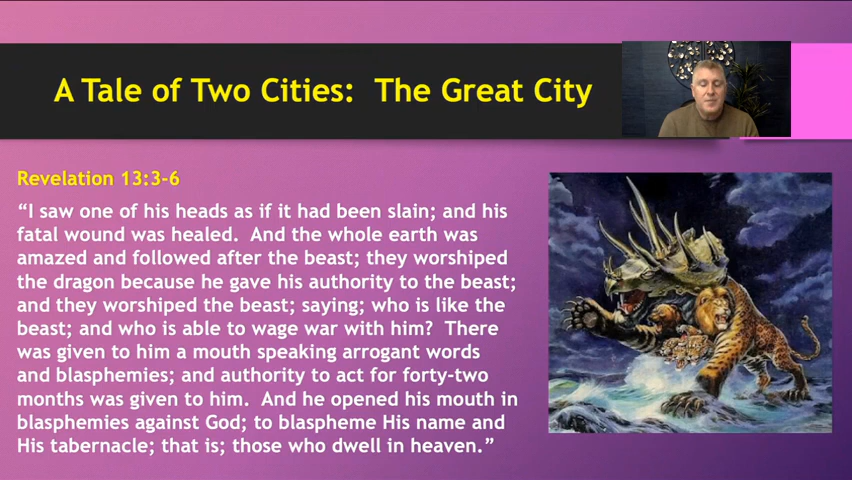 A Tale of Two Cities:  The Great City
Revelation 13:3-6
“I saw one of his heads as if it had been slain; and his
fatal wound was healed.  And the whole earth was
amazed and followed after the beast; they worshiped
the dragon because he gave his authority to the beast;
and they worshiped the beast; saying; who is like the
beast; and who is able to wage war with him?  There
was given to him a mouth speaking arrogant words
and blasphemies; and authority to act for forty-two
months was given to him.  And he opened his mouth in
blasphemies against God; to blaspheme His name and
His tabernacle; that is; those who dwell in heaven.”